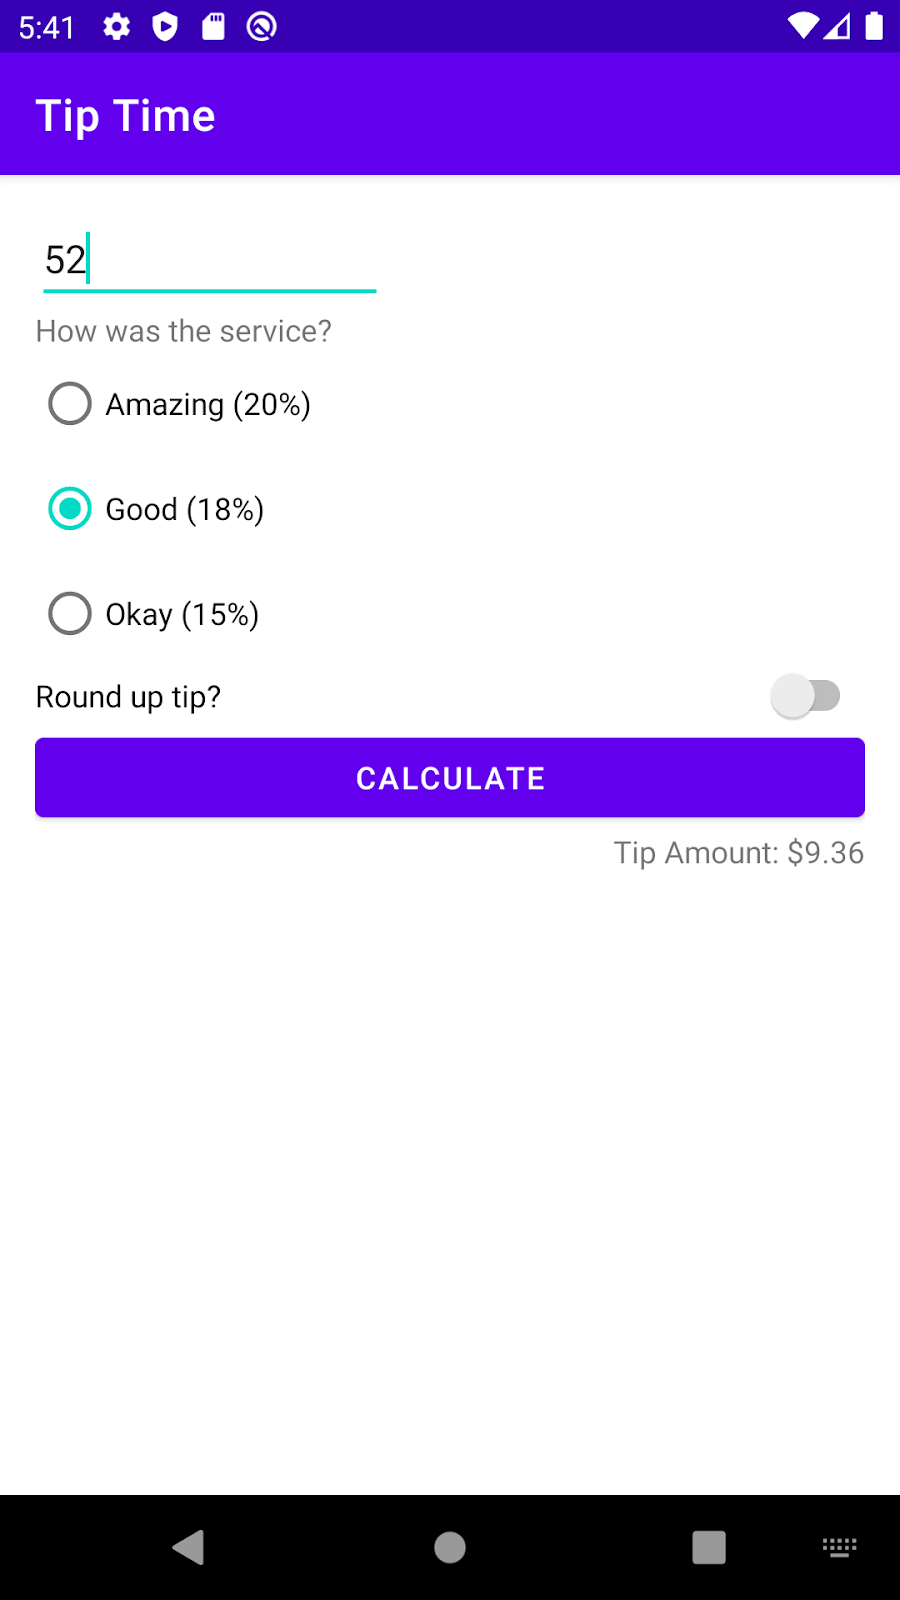 5:41
Tip Time
52
How was the service?
Amazing (20%)
Good (18%)
Okay (15%)
Round up tip?
CALCULATE
Tip Amount: $9.36